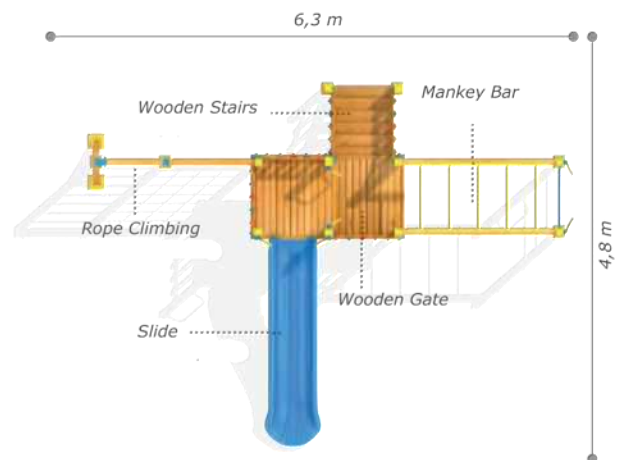 6,3 m
Mankey Bar
Wooden Stairs
Rope Climbing
4,8 m
Wooden Gate
Slide